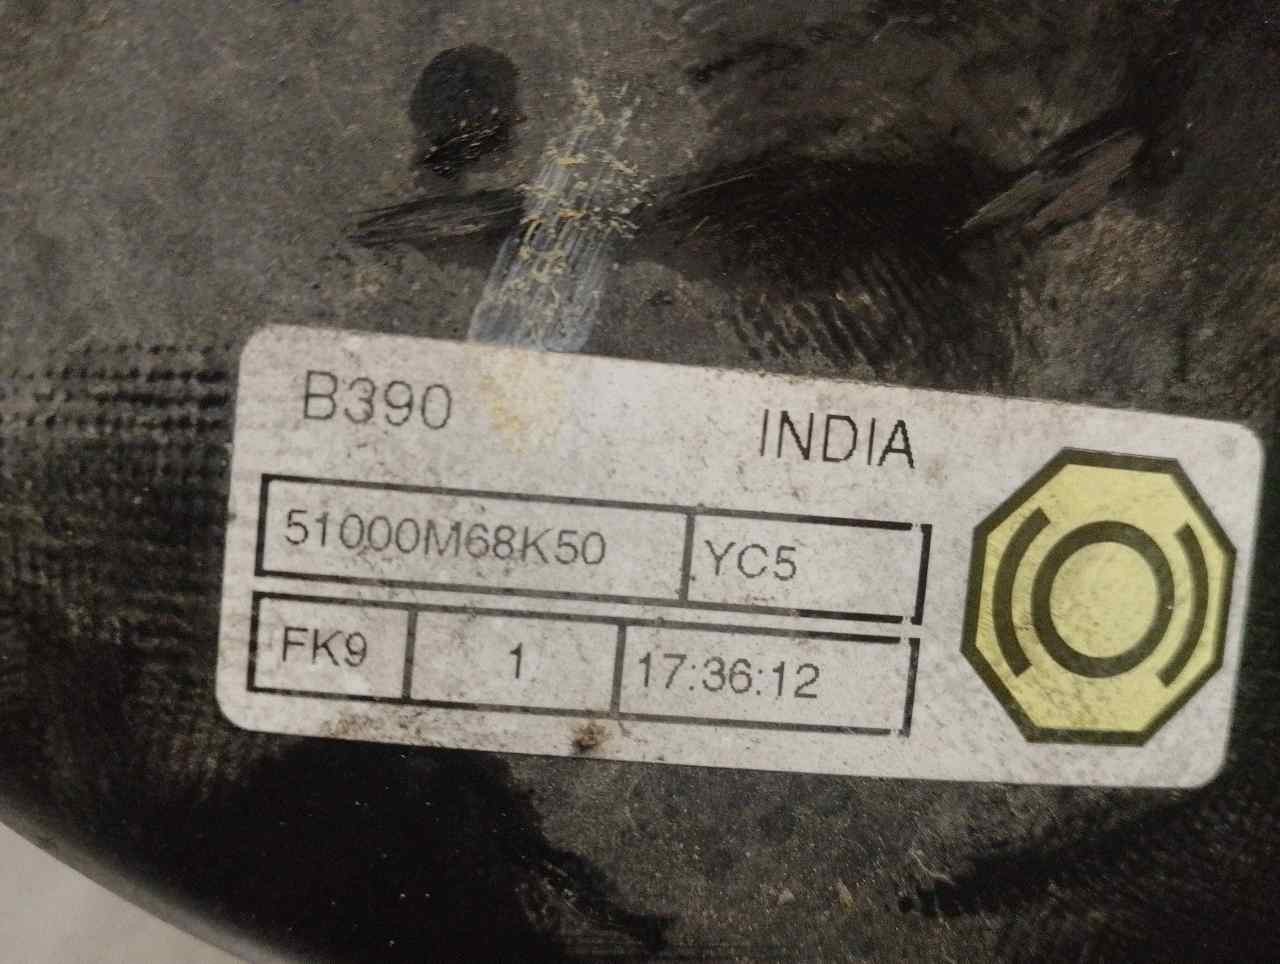 B390 INDIA
51000M68K50 YC5
FK9 1 17:36:12